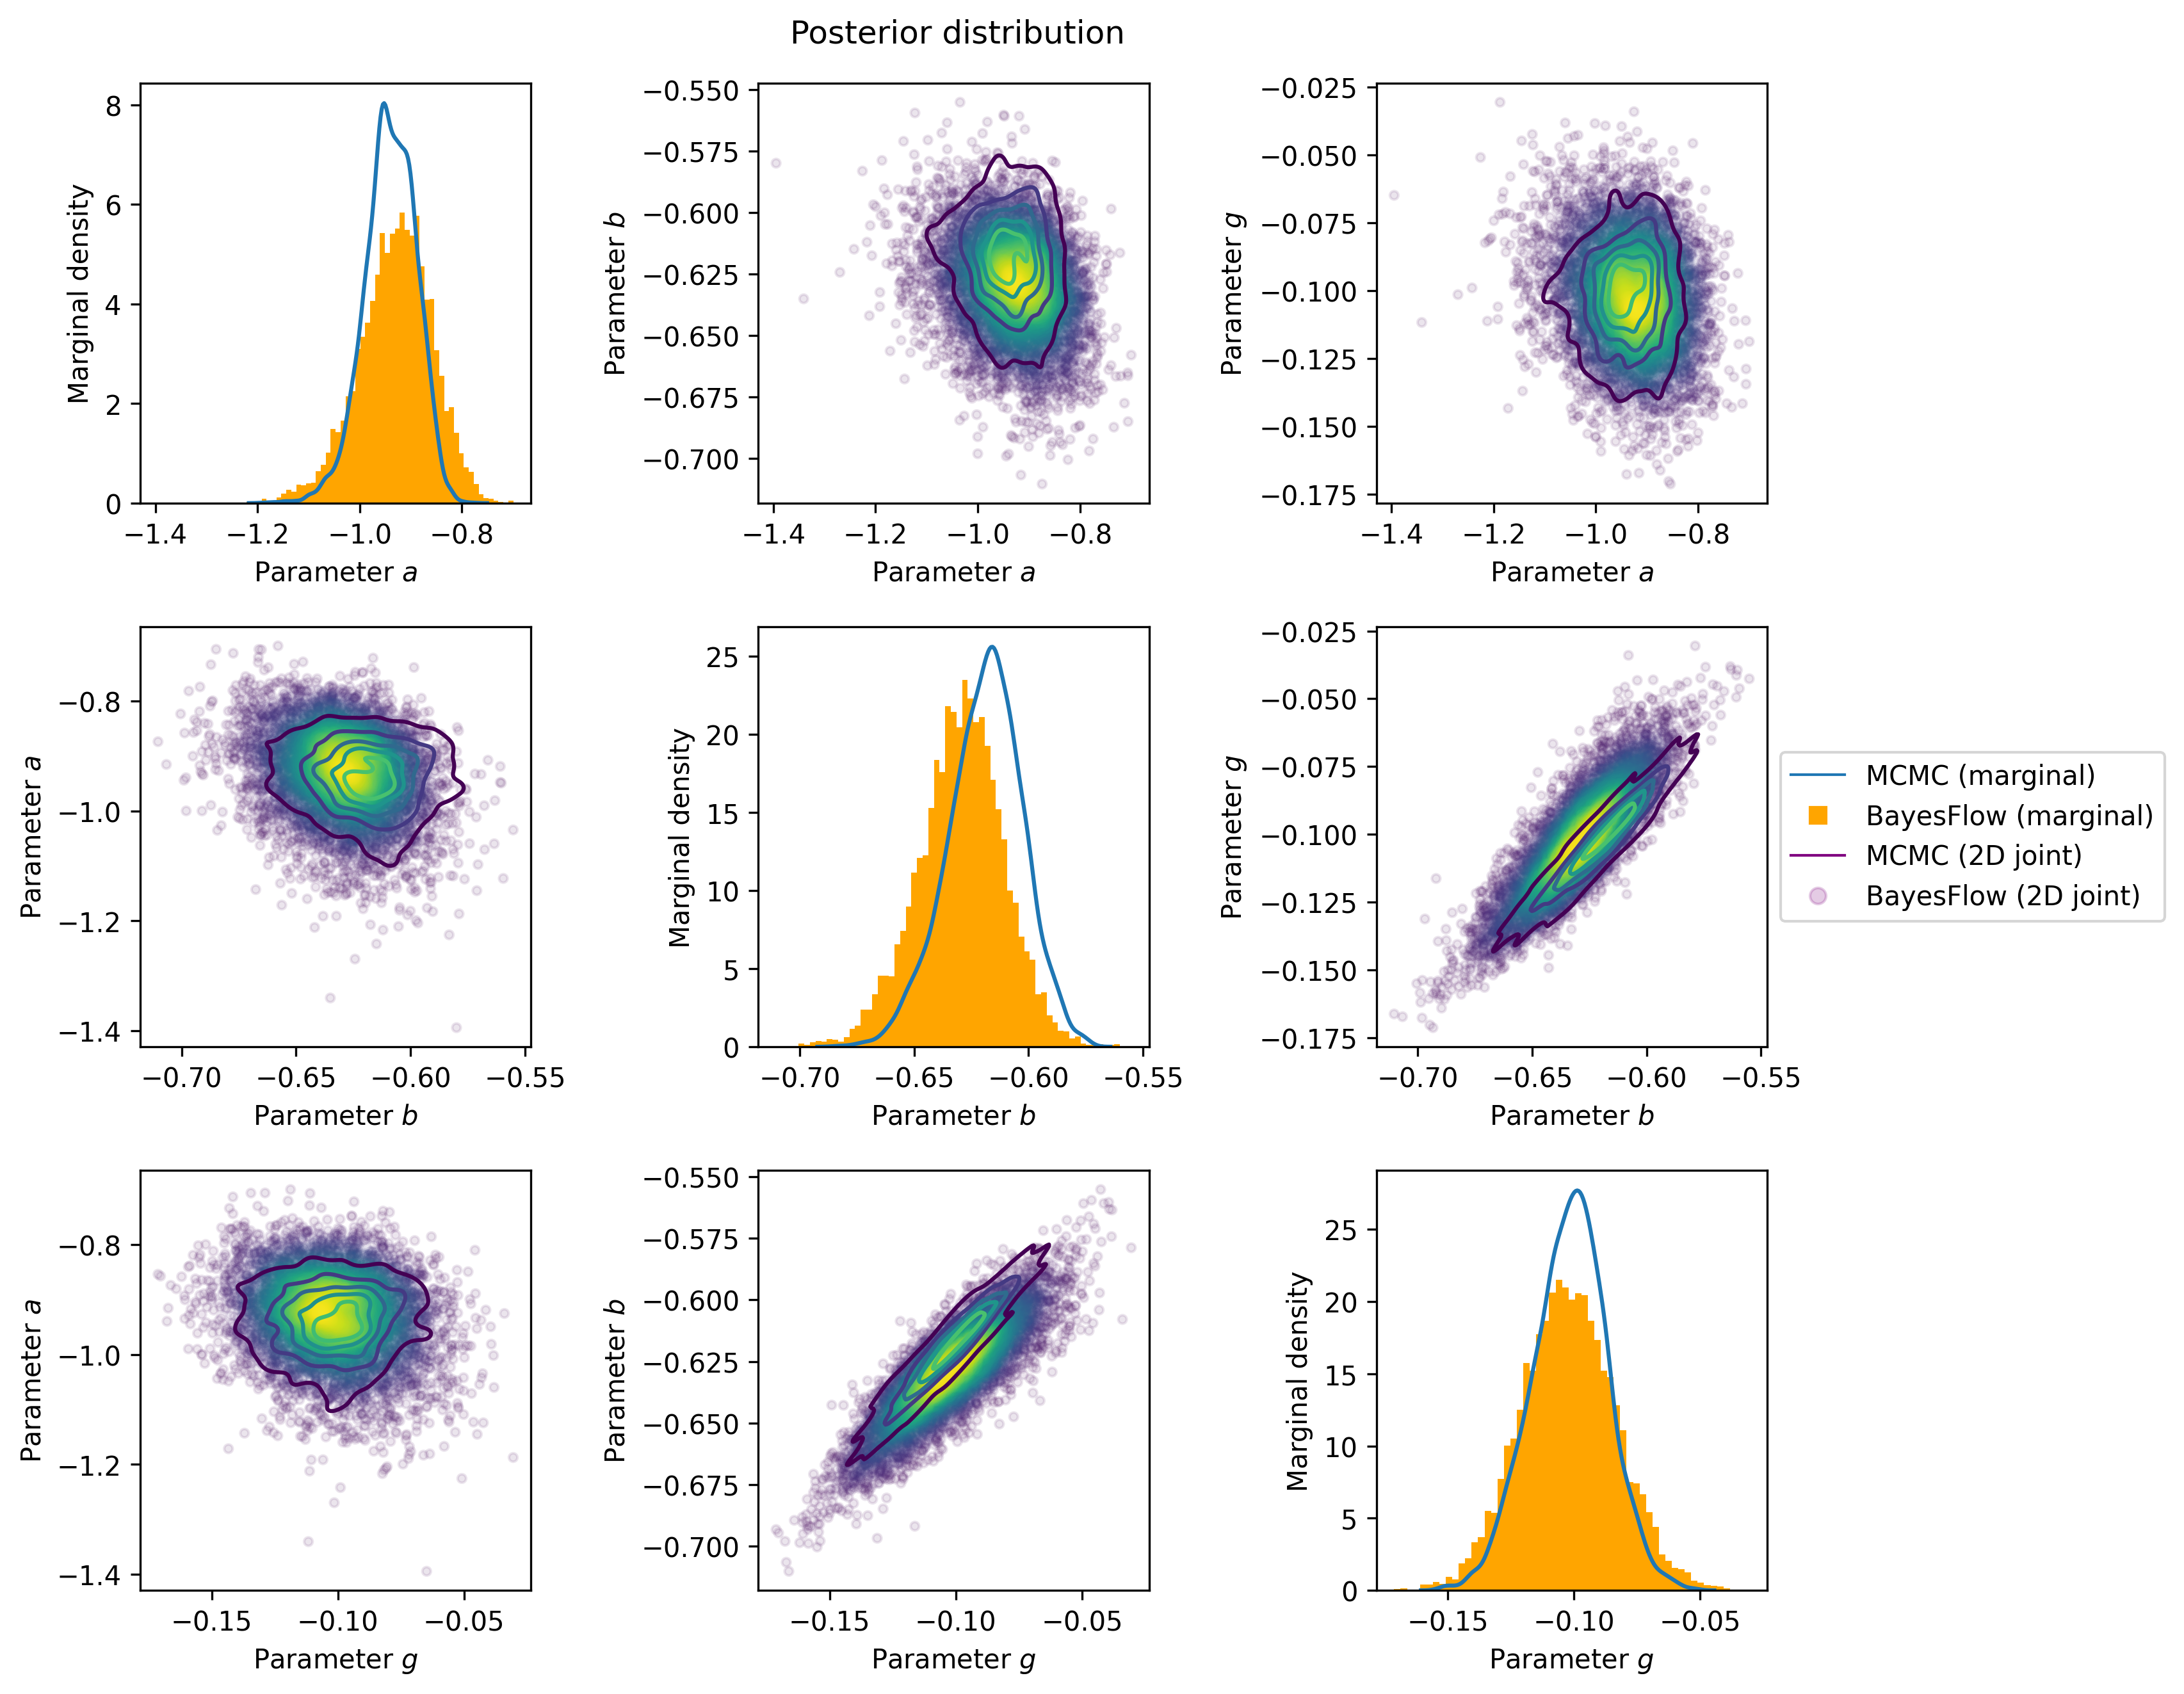 Posterior distribution
8
6
4
2
0
Marginal density
−1.4 −1.2 −1.0 −0.8
Parameter a
−0.550
−0.575
−0.600
−0.625
−0.650
−0.675
−0.700
Parameter b
−1.4 −1.2 −1.0 −0.8
Parameter a
−0.025
−0.050
−0.075
−0.100
−0.125
−0.150
−0.175
Parameter g
−1.4 −1.2 −1.0 −0.8
Parameter a
−0.8
−1.0
−1.2
−1.4
Parameter a
−0.70 −0.65 −0.60 −0.55
Parameter b
25
20
15
10
5
0
Marginal density
−0.70 −0.65 −0.60 −0.55
Parameter b
−0.025
−0.050
−0.075
−0.100
−0.125
−0.150
−0.175
Parameter g
−0.70 −0.65 −0.60 −0.55
Parameter b
MCMC (marginal)
BayesFlow (marginal)
MCMC (2D joint)
BayesFlow (2D joint)
−0.8
−1.0
−1.2
−1.4
Parameter a
−0.15 −0.10 −0.05
Parameter g
−0.550
−0.575
−0.600
−0.625
−0.650
−0.675
−0.700
Parameter b
−0.15 −0.10 −0.05
Parameter g
25
20
15
10
5
0
Marginal density
−0.15 −0.10 −0.05
Parameter g